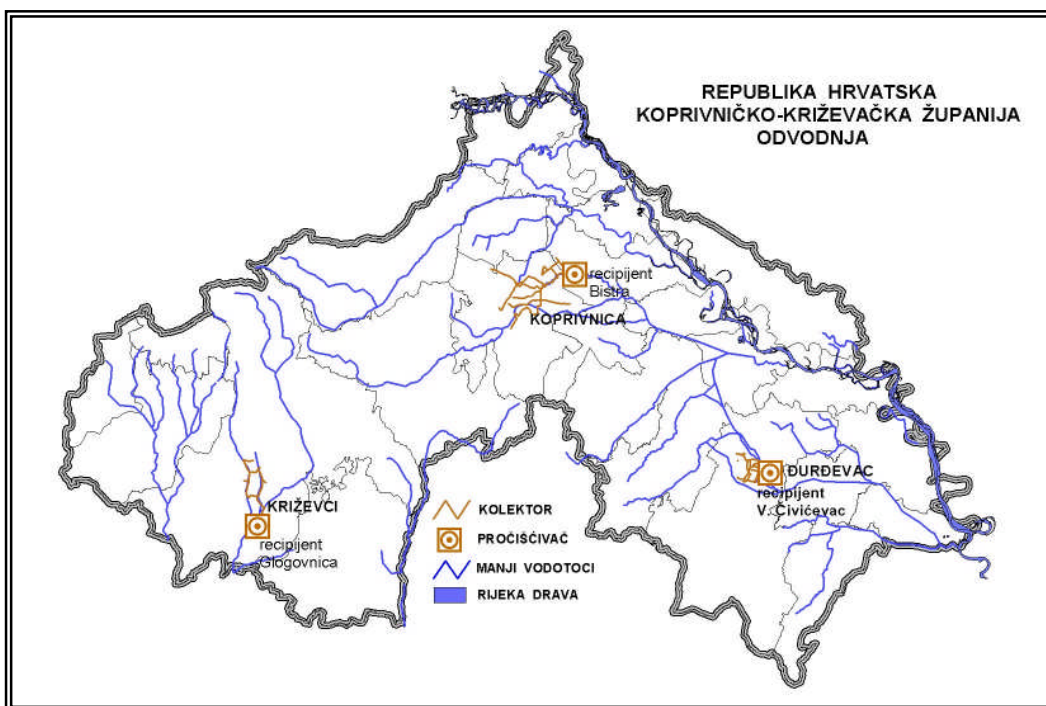 REPUBLIKA HRVATSKA
KOPRIVNIČKO-KRIŽEVAČKA ŽUPANIJA
ODVODNJA
recipijent
Bistra
KOPRIVNICA
ĐURĐEVAC
recipijent
V. Čivićevac
KRIŽEVCI
recipijent
Glogovnica
KOLEKTOR
PROČIŠČIVAČ
MANJI VODOTOCI
RIJEKA DRAVA